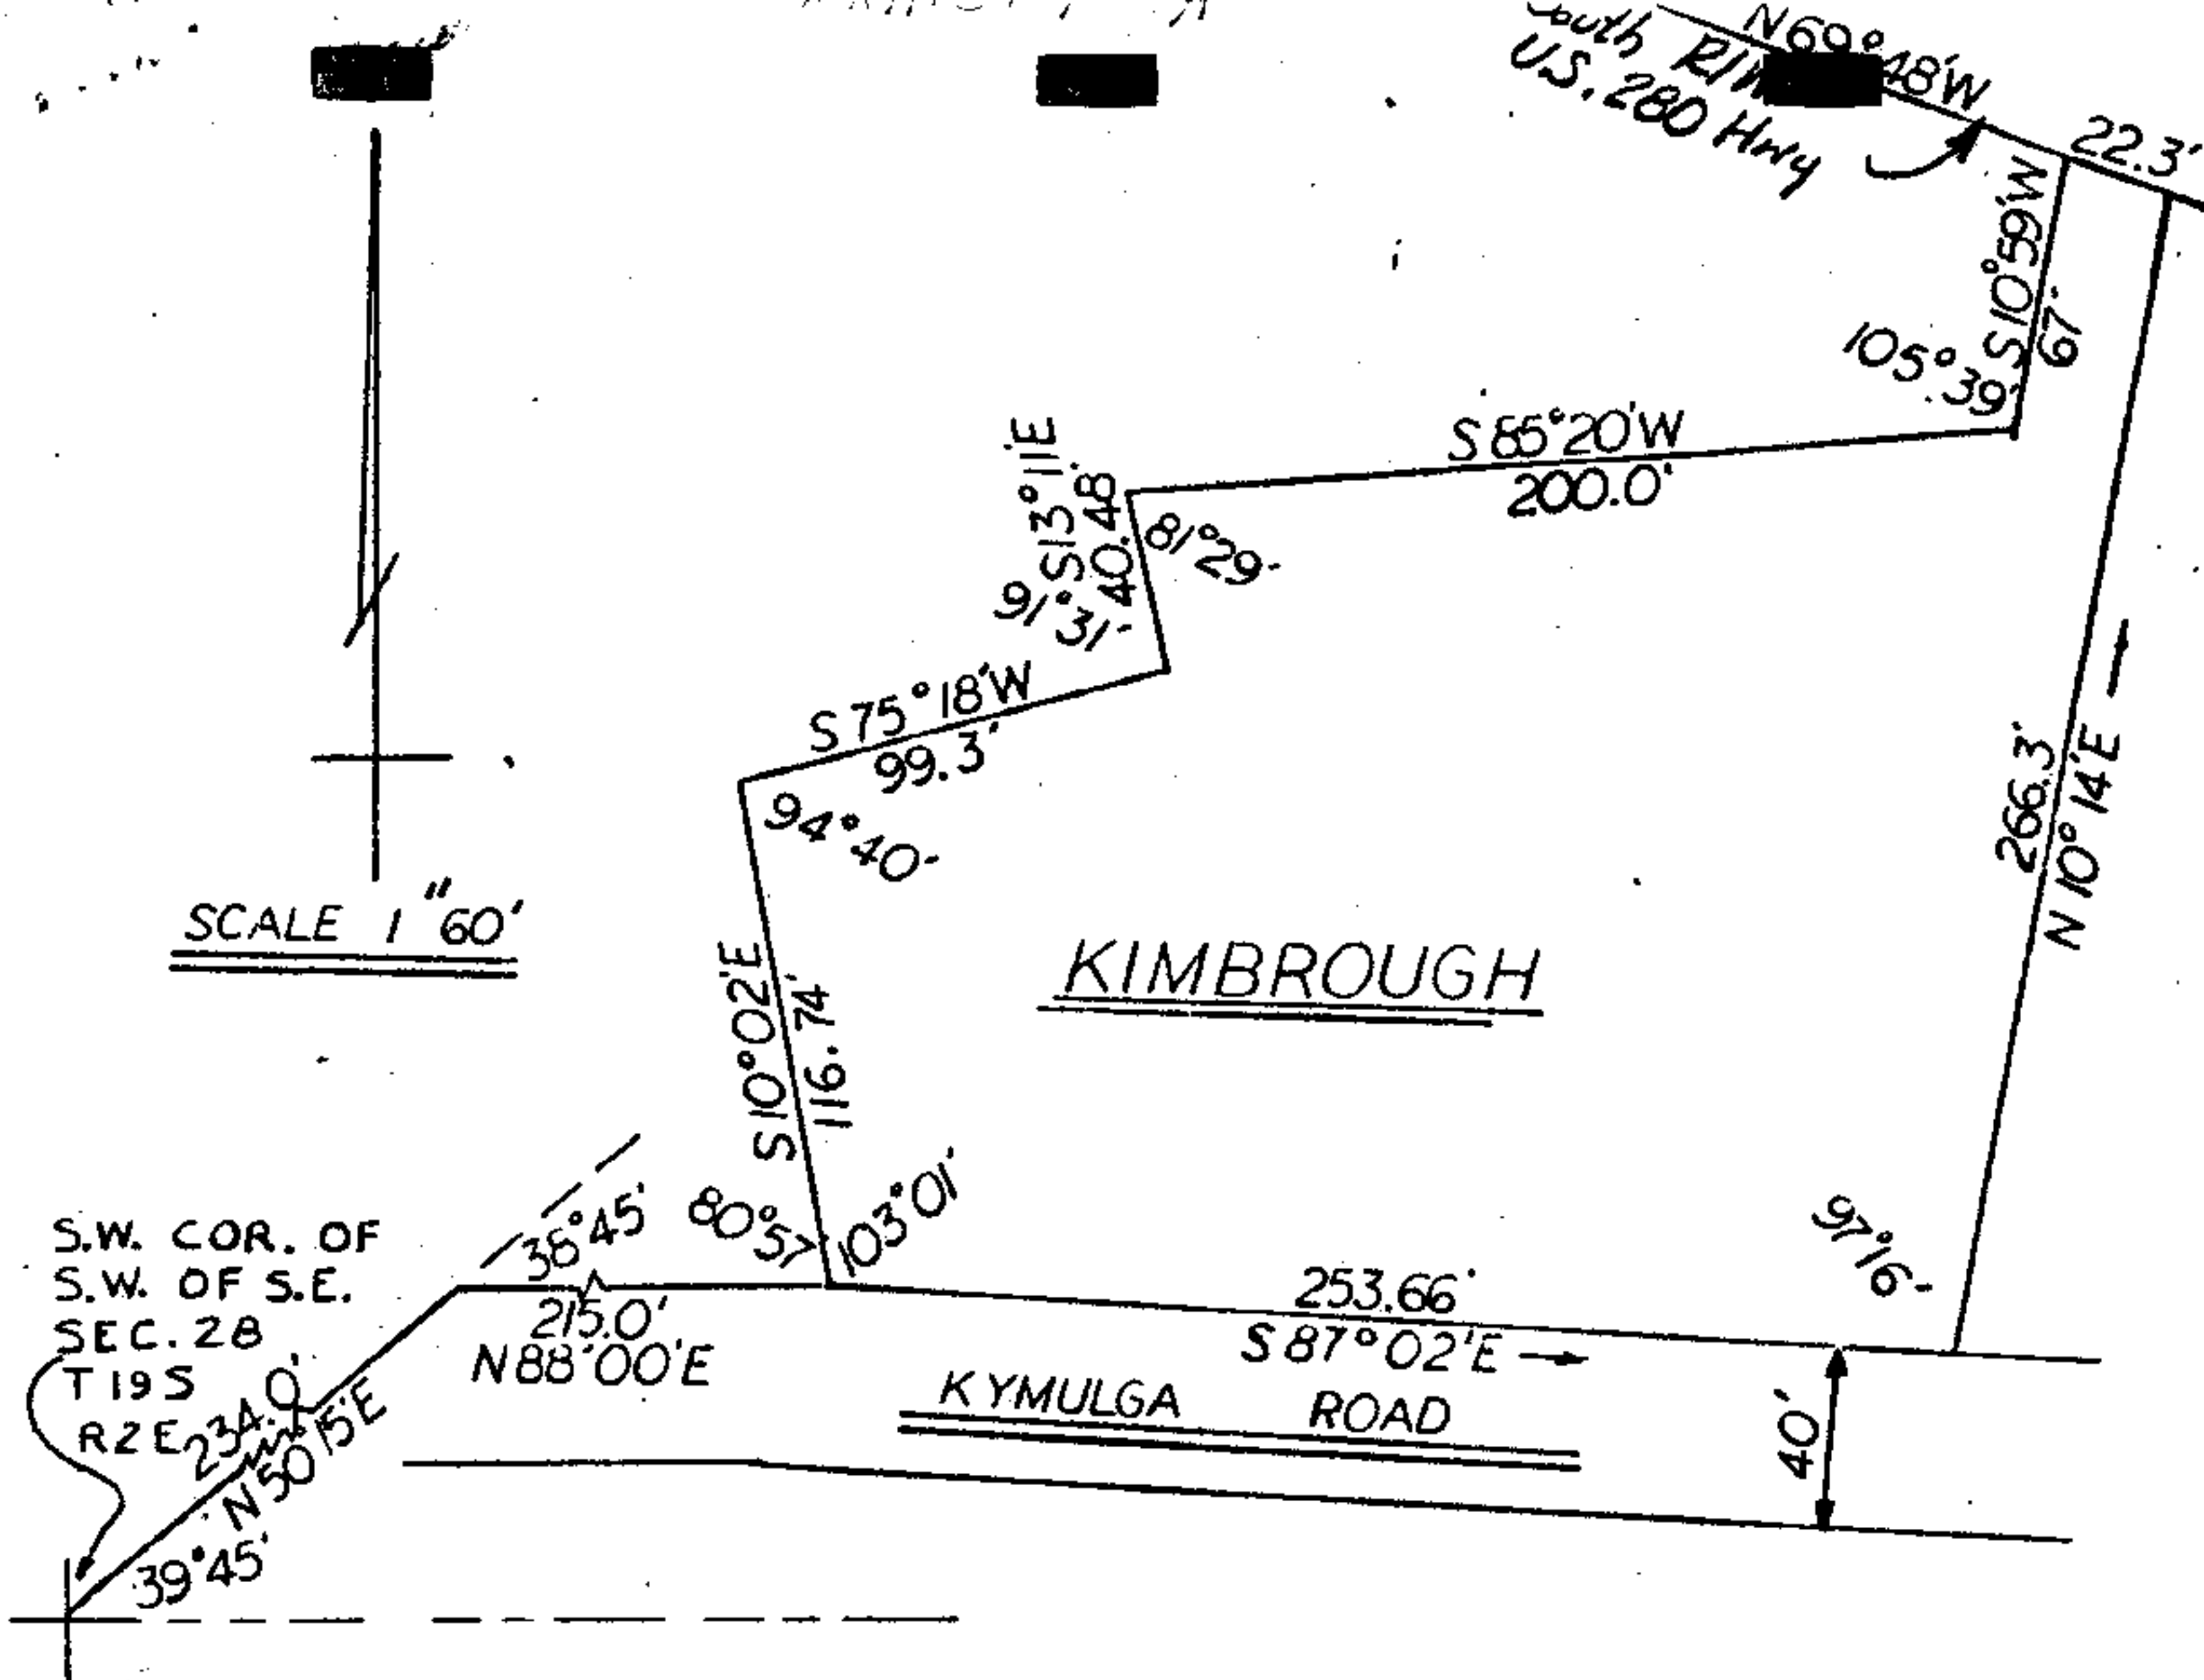 South R/W
U.S. 280 Hwy
N69°48'W
22.3'
S10°59'W
67'
105°39'
S85°20'W
200.0'
S13°11'E
40.48'
81°29'
91°31'
S75°18'W
99.3'
94°40'
266.3'
N10°14'E
SCALE 1"60'
KIMBROUGH
S10°02'E
116.74'
80°57'
103°01'
97°16'
38°45'
215.0'
N88°00'E
253.66'
S87°02'E
S.W. COR. OF
S.W. OF S.E.
SEC. 28
T19S
R2E
234.0'
N50°15'E
39°45'
KYMULGA ROAD
40'